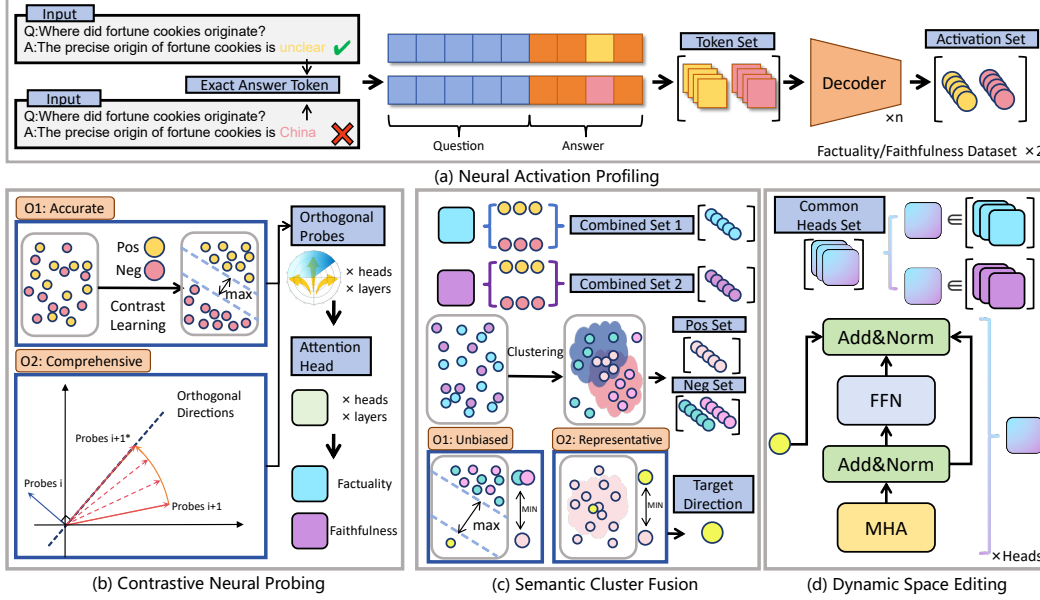 Input
Q:Where did fortune cookies originate?
A:The precise origin of fortune cookies is unclear
Exact Answer Token
Input
Q:Where did fortune cookies originate?
A:The precise origin of fortune cookies is China
Question
Answer
Token Set
Decoder
×n
Activation Set
Factuality/Faithfulness Dataset ×2
(a) Neural Activation Profiling
O1: Accurate
Pos
Neg
Contrast
Learning
max
O2: Comprehensive
Orthogonal
Directions
Probes i+1*
Probes i
Probes i+1
Orthogonal
Probes
× heads
× layers
Attention
Head
× heads
× layers
Factuality
Faithfulness
(b) Contrastive Neural Probing
Combined Set 1
Combined Set 2
Clustering
Pos Set
Neg Set
O1: Unbiased
max
MIN
O2: Representative
MIN
Target
Direction
(c) Semantic Cluster Fusion
Common
Heads Set
∈
∈
Add&Norm
FFN
Add&Norm
MHA
×Heads
(d) Dynamic Space Editing